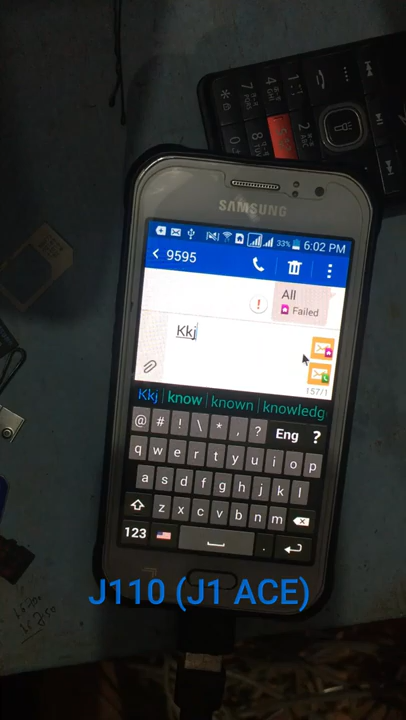 SAMSUNG
33% 6:02 PM
9595
All
Failed
Kkj
157/1
Kkj know known knowledg
@ # ! \ * , ? Eng ?
q w e r t y u i o p
a s d f g h j k l
z x c v b n m
123 .
J110 (J1 ACE)